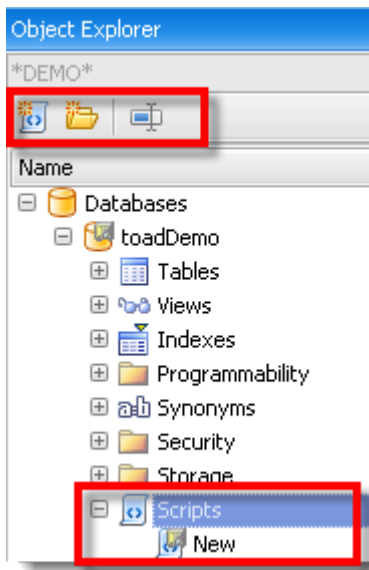 Object Explorer
*DEMO*
Name
Databases
toadDemo
Tables
Views
Indexes
Programmability
Synonyms
Security
Storage
Scripts
New